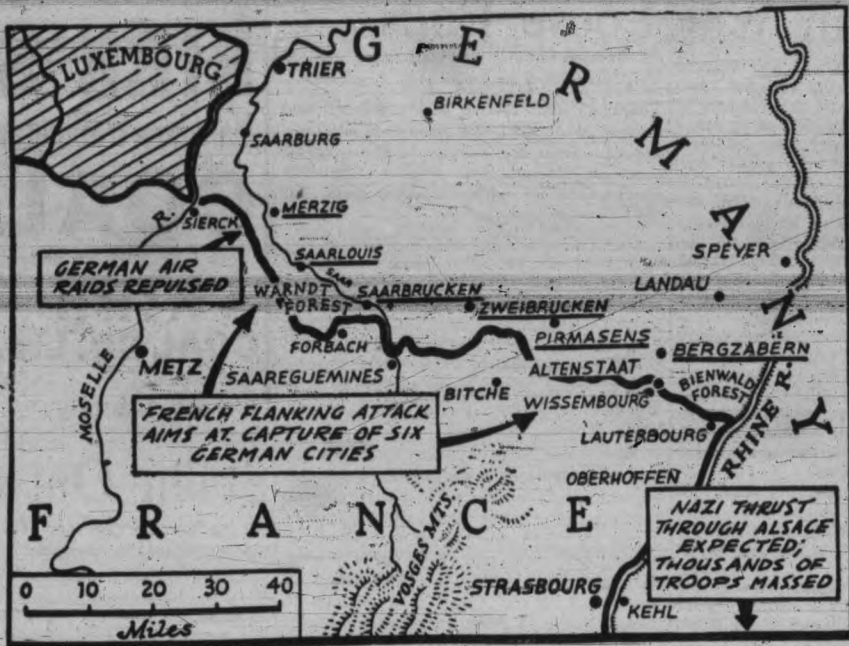 GERMANY
LUXEMBOURG
TRIER
BIRKENFELD
SAARBURG
MERZIG
R.
SIERCK
SPEYER
GERMAN AIR
RAIDS REPULSED
SAARLOUIS
SAAR
LANDAU
WARNDT
FOREST
SAARBRUCKEN
ZWEIBRUCKEN
PIRMASENS
FORBACH
BERGZABERN
METZ
SAAREGUEMINES
ALTENSTAAT
BIENWALD
FOREST
MOSELLE
BITCHE
WISSEMBOURG
FRENCH FLANKING ATTACK
AIMS AT CAPTURE OF SIX
GERMAN CITIES
LAUTERBOURG
RHINE R.
OBERHOFFEN
FRANCE
VOSGES MTS.
NAZI THRUST
THROUGH ALSACE
EXPECTED;
THOUSANDS OF
TROOPS MASSED
STRASBOURG
KEHL
0 10 20 30 40
Miles